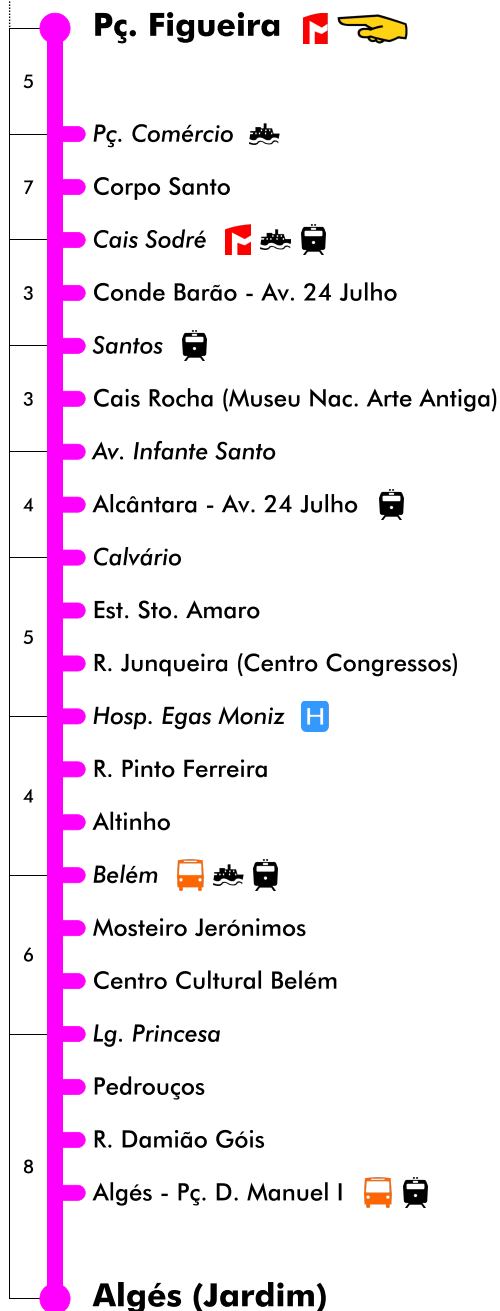 Pç. Figueira
5
Pç. Comércio
7
Corpo Santo
Cais Sodré
3
Conde Barão - Av. 24 Julho
Santos
3
Cais Rocha (Museu Nac. Arte Antiga)
Av. Infante Santo
4
Alcântara - Av. 24 Julho
Calvário
Est. Sto. Amaro
5
R. Junqueira (Centro Congressos)
Hosp. Egas Moniz H
R. Pinto Ferreira
4
Altinho
Belém
Mosteiro Jerónimos
6
Centro Cultural Belém
Lg. Princesa
Pedrouços
R. Damião Góis
8
Algés - Pç. D. Manuel I
Algés (Jardim)